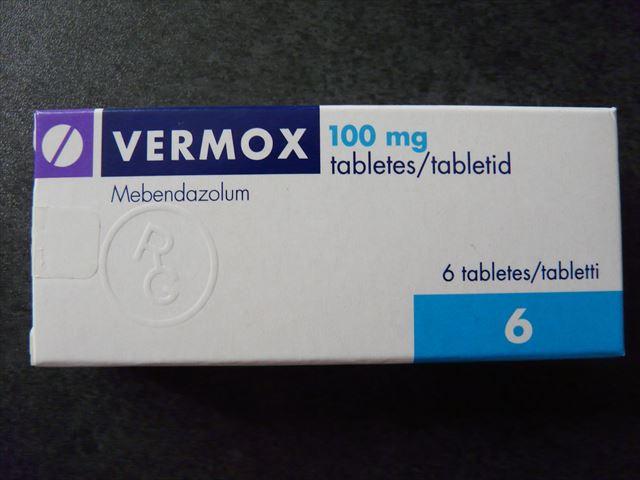 VERMOX
100 mg
tabletes/tabletid
Mebendazolum
RG
6 tabletes/tabletti
6